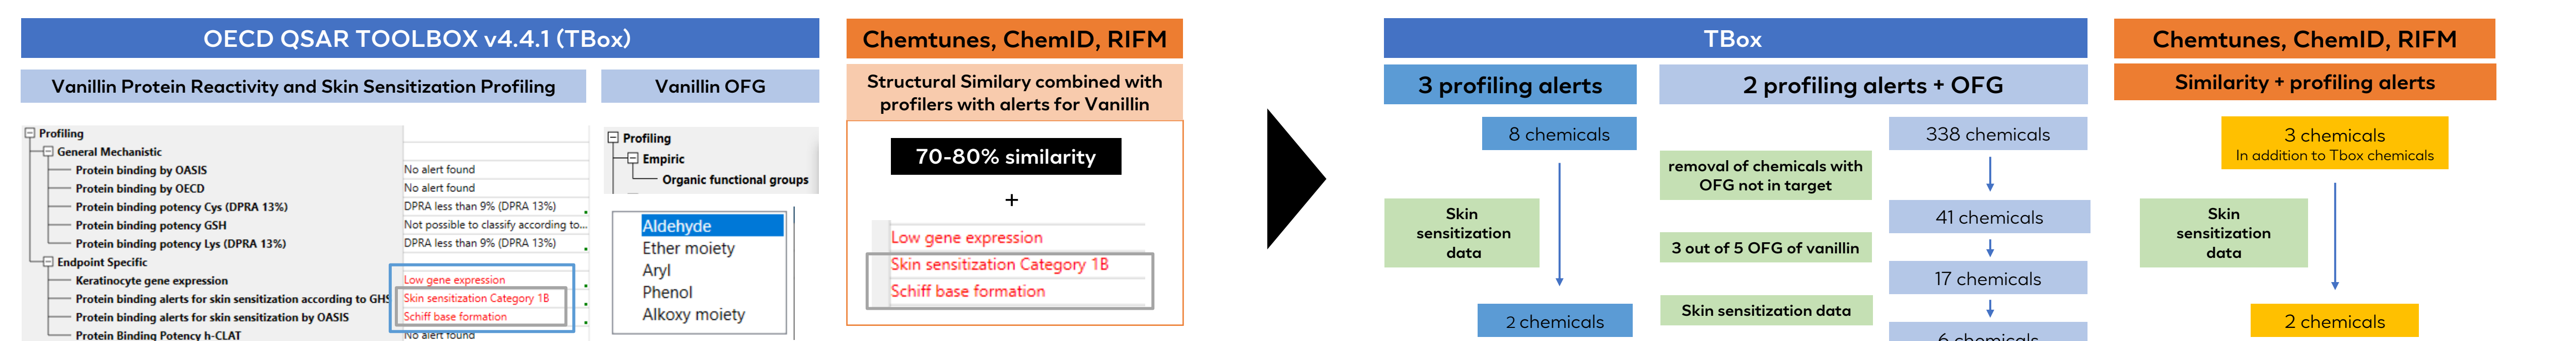 OECD QSAR TOOLBOX v4.4.1 (TBox)
Vanillin Protein Reactivity and Skin Sensitization Profiling
Vanillin OFG
Profiling
General Mechanistic
Protein binding by OASIS No alert found
Protein binding by OECD No alert found
Protein binding potency Cys (DPRA 13%) DPRA less than 9% (DPRA 13%)
Protein binding potency GSH Not possible to classify according to...
Protein binding potency Lys (DPRA 13%) DPRA less than 9% (DPRA 13%)
Endpoint Specific
Keratinocyte gene expression Low gene expression
Protein binding alerts for skin sensitization according to GHS Skin sensitization Category 1B
Protein binding alerts for skin sensitization by OASIS Schiff base formation
Protein Binding Potency h-CLAT No alert found
Profiling
Empiric
Organic functional groups
Aldehyde
Ether moiety
Aryl
Phenol
Alkoxy moiety
Chemtunes, ChemID, RIFM
Structural Similary combined with
profilers with alerts for Vanillin
70-80% similarity
+
Low gene expression
Skin sensitization Category 1B
Schiff base formation
TBox
3 profiling alerts
8 chemicals
Skin
sensitization
data
2 chemicals
2 profiling alerts + OFG
338 chemicals
removal of chemicals with
OFG not in target
41 chemicals
3 out of 5 OFG of vanillin
17 chemicals
Skin sensitization data
6 chemicals
Chemtunes, ChemID, RIFM
Similarity + profiling alerts
3 chemicals
In addition to Tbox chemicals
Skin
sensitization
data
2 chemicals